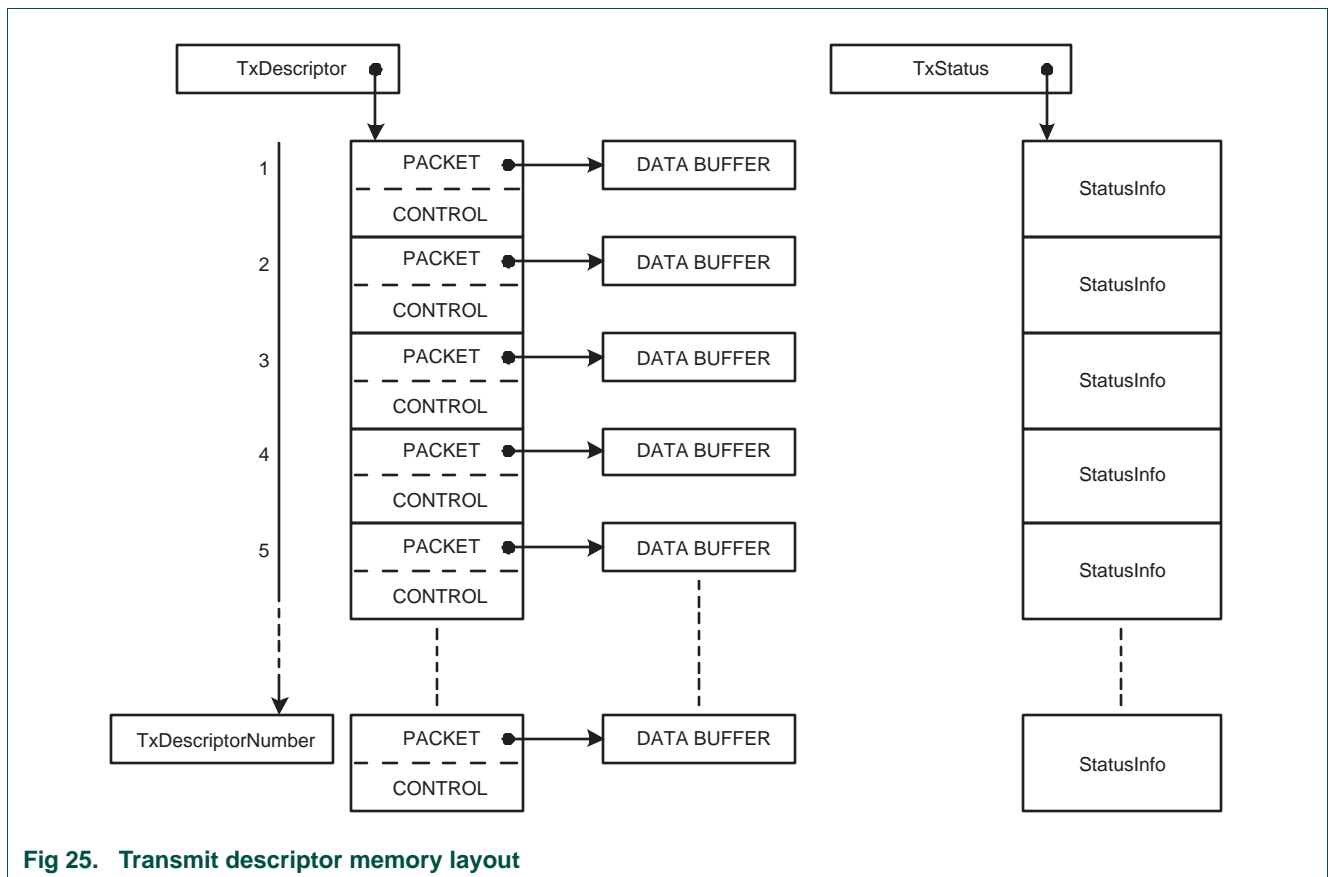 TxDescriptor
TxStatus
1
PACKET
DATA BUFFER
CONTROL
StatusInfo
2
PACKET
DATA BUFFER
CONTROL
StatusInfo
3
PACKET
DATA BUFFER
CONTROL
StatusInfo
4
PACKET
DATA BUFFER
CONTROL
StatusInfo
5
PACKET
DATA BUFFER
CONTROL
StatusInfo
TxDescriptorNumber
PACKET
DATA BUFFER
CONTROL
StatusInfo
Fig 25. Transmit descriptor memory layout